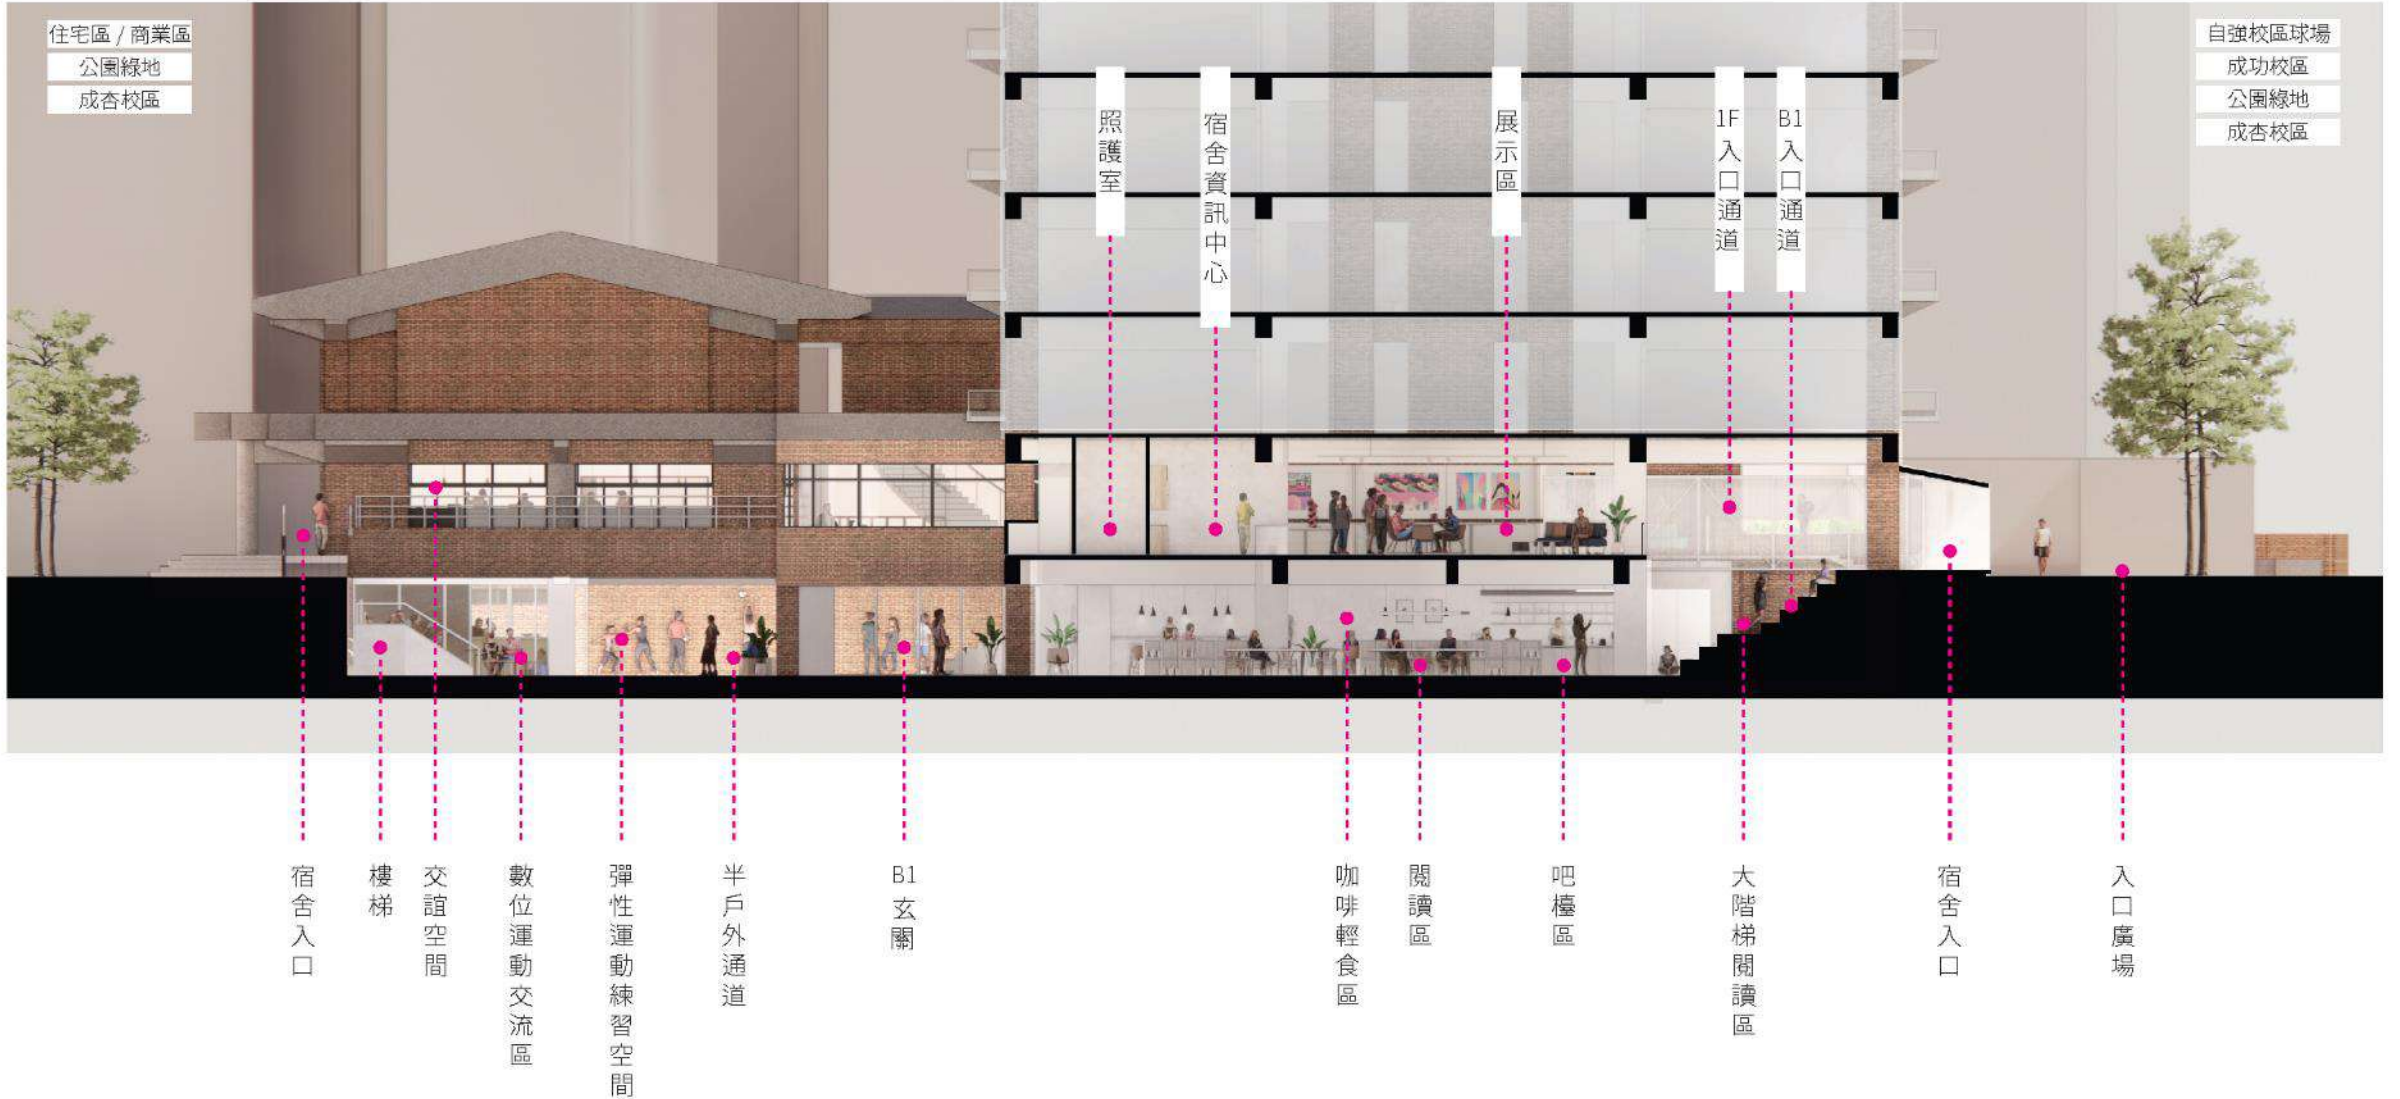 住宅區 / 商業區
公園綠地
成杏校區
自強校區球場
成功校區
公園綠地
成杏校區
照護室
宿舍資訊中心
展示區
1F入口通道
B1入口通道
宿舍入口
樓梯
交誼空間
數位運動交流區
彈性運動練習空間
半戶外通道
B1玄關
咖啡輕食區
閱讀區
吧檯區
大階梯閱讀區
宿舍入口
入口廣場